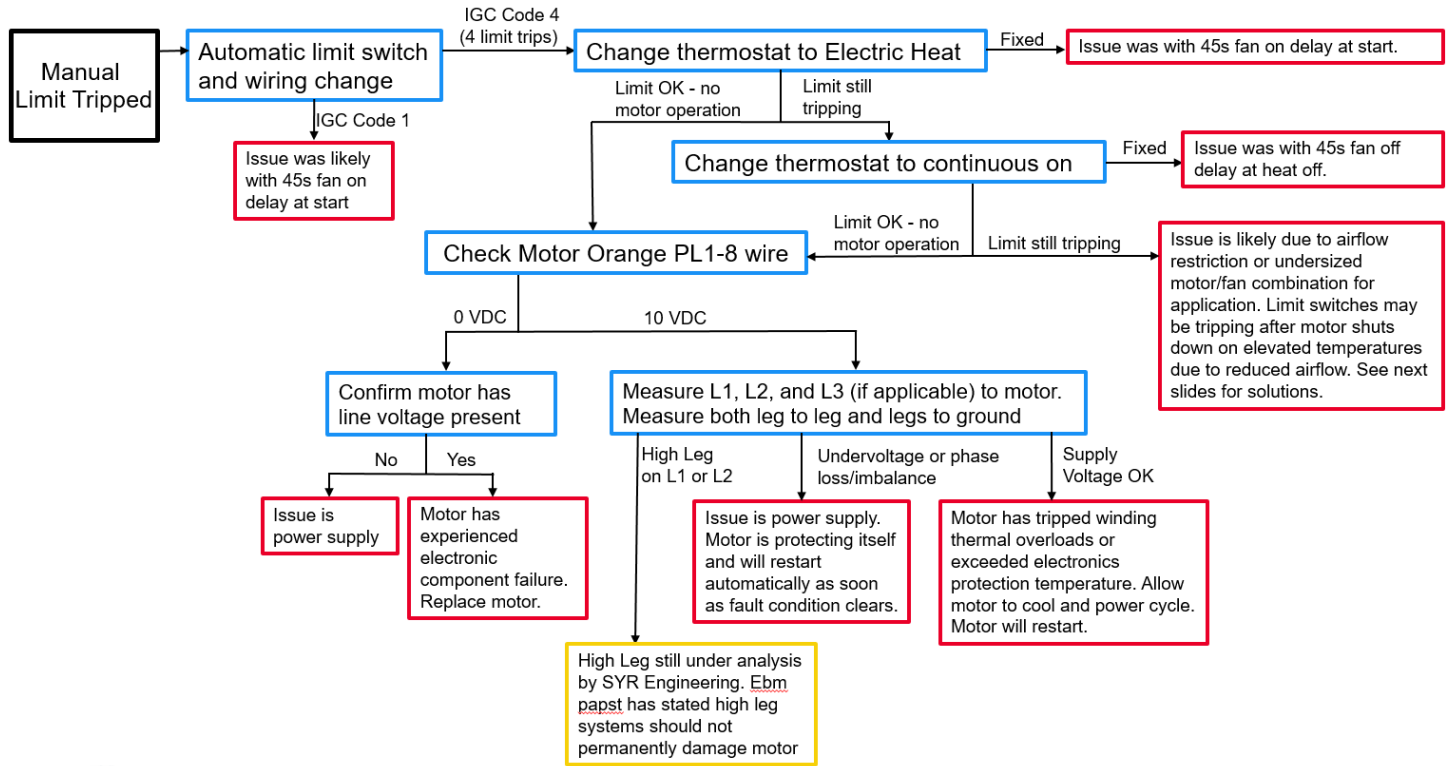 Manual
Limit Tripped
Automatic limit switch
and wiring change
IGC Code 4
(4 limit trips)
Change thermostat to Electric Heat
Fixed
Issue was with 45s fan on delay at start.
IGC Code 1
Issue was likely
with 45s fan on
delay at start
Limit OK - no
motor operation
Limit still
tripping
Change thermostat to continuous on
Fixed
Issue was with 45s fan off
delay at heat off.
Limit OK - no
motor operation
Limit still tripping
Issue is likely due to airflow
restriction or undersized
motor/fan combination for
application. Limit switches may
be tripping after motor shuts
down on elevated temperatures
due to reduced airflow. See next
slides for solutions.
Check Motor Orange PL1-8 wire
0 VDC
10 VDC
Confirm motor has
line voltage present
Measure L1, L2, and L3 (if applicable) to motor.
Measure both leg to leg and legs to ground
No
Yes
Issue is
power supply
Motor has
experienced
electronic
component failure.
Replace motor.
High Leg
on L1 or L2
Undervoltage or phase
loss/imbalance
Supply
Voltage OK
Issue is power supply.
Motor is protecting itself
and will restart
automatically as soon
as fault condition clears.
Motor has tripped winding
thermal overloads or
exceeded electronics
protection temperature. Allow
motor to cool and power cycle.
Motor will restart.
High Leg still under analysis
by SYR Engineering. Ebm
papst has stated high leg
systems should not
permanently damage motor